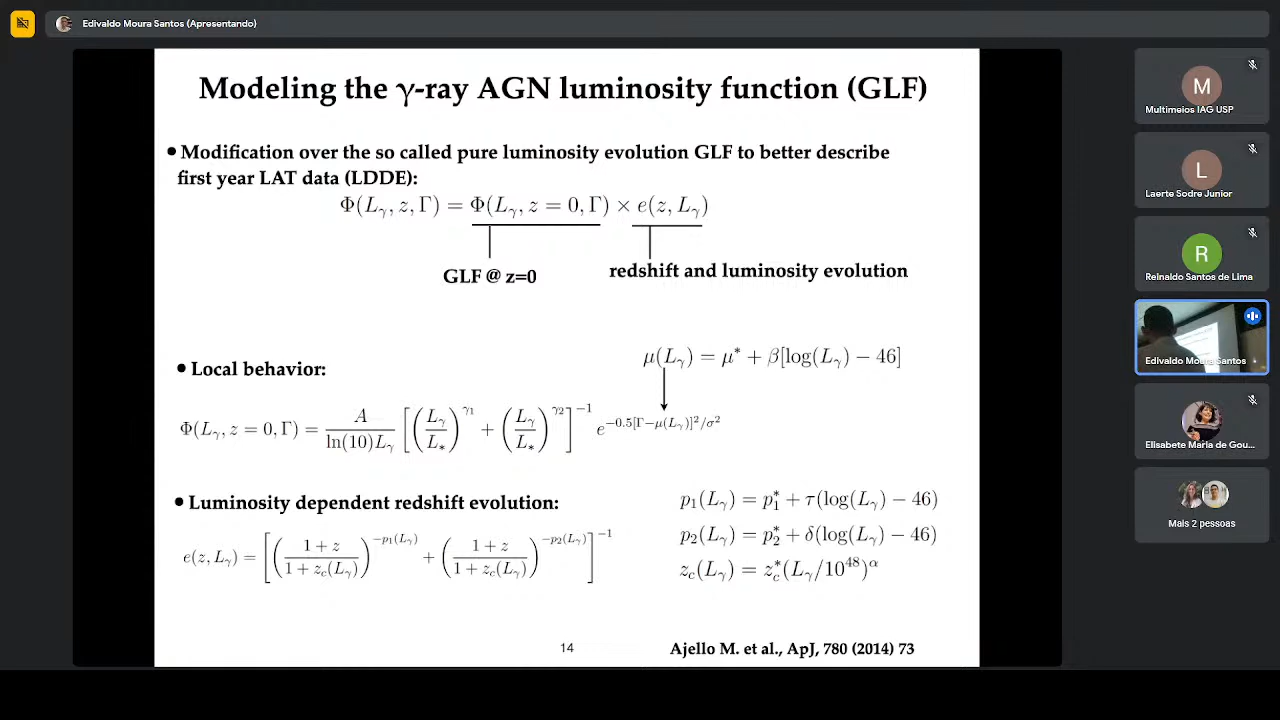 Edivaldo Moura Santos (Apresentando)
Modeling the γ-ray AGN luminosity function (GLF)
• Modification over the so called pure luminosity evolution GLF to better describe
first year LAT data (LDDE):
Φ(L_γ, z, Γ) = Φ(L_γ, z = 0, Γ) × e(z, L_γ)
GLF @ z=0
redshift and luminosity evolution
μ(L_γ) = μ* + β[log(L_γ) − 46]
• Local behavior:
Φ(L_γ, z = 0, Γ) = A / ln(10)L_γ [(L_γ/L_*)^γ₁ + (L_γ/L_*)^γ₂]^−1 e^−0.5[Γ−μ(L_γ)]²/σ²
• Luminosity dependent redshift evolution:
e(z, L_γ) = [((1 + z)/(1 + z_c(L_γ)))^−p₁(L_γ) + ((1 + z)/(1 + z_c(L_γ)))^−p₂(L_γ)]^−1
p₁(L_γ) = p₁* + τ(log(L_γ) − 46)
p₂(L_γ) = p₂* + δ(log(L_γ) − 46)
z_c(L_γ) = z_c*(L_γ/10^48)^α
14
Ajello M. et al., ApJ, 780 (2014) 73
M
Multimeios IAG USP
L
Laerte Sodre Junior
R
Reinaldo Santos de Lima
Edivaldo Moura Santos
Elisabete Maria de Gou...
Mais 2 pessoas